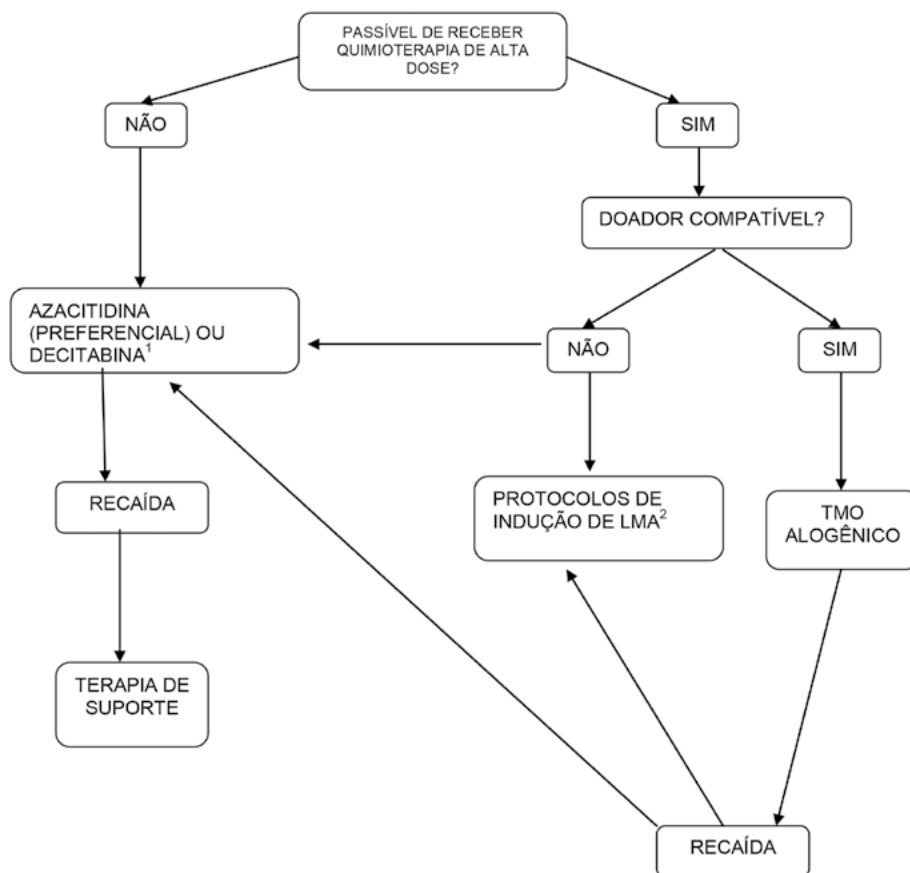 PASSÍVEL DE RECEBER
QUIMIOTERAPIA DE ALTA
DOSE?
NÃO
SIM
DOADOR COMPATÍVEL?
AZACITIDINA
(PREFERENCIAL) OU
DECITABINA¹
NÃO
SIM
RECAÍDA
PROTOCOLOS DE
INDUÇÃO DE LMA²
TMO
ALOGÊNICO
TERAPIA DE
SUPORTE
RECAÍDA